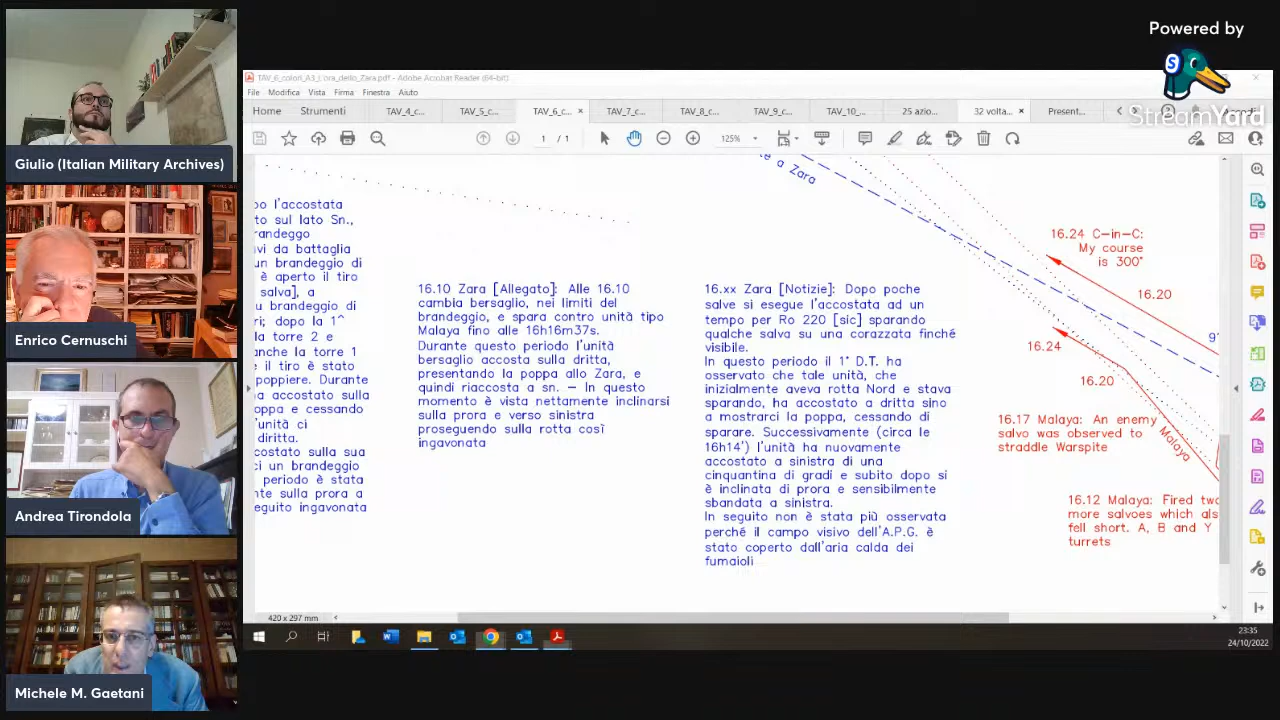 Powered by
StreamYard
Giulio (Italian Military Archives)
Enrico Cernuschi
Andrea Tirondola
Michele M. Gaetani
TAV_6_colori_A3_L'ora_dello_Zara.pdf - Adobe Acrobat Reader (64-bit)
File Modifica Vista Firma Finestra Aiuto
Home Strumenti TAV_4_c... TAV_5_c... TAV_6_c... × TAV_7_c... TAV_8_c... TAV_9_c... TAV_10_... 25 azio... 32 volta... × Present...
1 / 1 125%
e a Zara
po l'accostata
to sul lato Sn.,
randeggo
avi da battaglia
un brandeggio di
è aperto il tiro
salva], a
u brandeggio di
ri; dopo la 1^
la torre 2 e
anche la torre 1
e il tiro è stato
poppiere. Durante
a accostato sulla
oppa e cessando
l'unità ci
diritta.
costato sulla sua
ci un brandeggio
periodo è stata
nte sulla prora a
eguito ingavonata
16.10 Zara [Allegato]: Alle 16.10
cambia bersaglio, nei limiti del
brandeggio, e spara contro unità tipo
Malaya fino alle 16h16m37s.
Durante questo periodo l'unità
bersaglio accosta sulla dritta,
presentando la poppa allo Zara, e
quindi riaccosta a sn. – In questo
momento è vista nettamente inclinarsi
sulla prora e verso sinistra
proseguendo sulla rotta così
ingavonata
16.xx Zara [Notizie]: Dopo poche
salve si esegue l'accostata ad un
tempo per Ro 220 [sic] sparando
qualche salva su una corazzata finché
visibile.
In questo periodo il 1° D.T. ha
osservato che tale unità, che
inizialmente aveva rotta Nord e stava
sparando, ha accostato a dritta sino
a mostrarci la poppa, cessando di
sparare. Successivamente (circa le
16h14') l'unità ha nuovamente
accostato a sinistra di una
cinquantina di gradi e subito dopo si
è inclinata di prora e sensibilmente
sbandata a sinistra.
In seguito non è stata più osservata
perché il campo visivo dell'A.P.G. è
stato coperto dall'aria calda dei
fumaioli
16.24 C-in-C:
My course
is 300°
16.20
9'
16.24
16.20
Malaya
16.17 Malaya: An enemy
salvo was observed to
straddle Warspite
16.12 Malaya: Fired two
more salvoes which als
fell short. A, B and Y
turrets
420 x 297 mm
23:35
24/10/2022